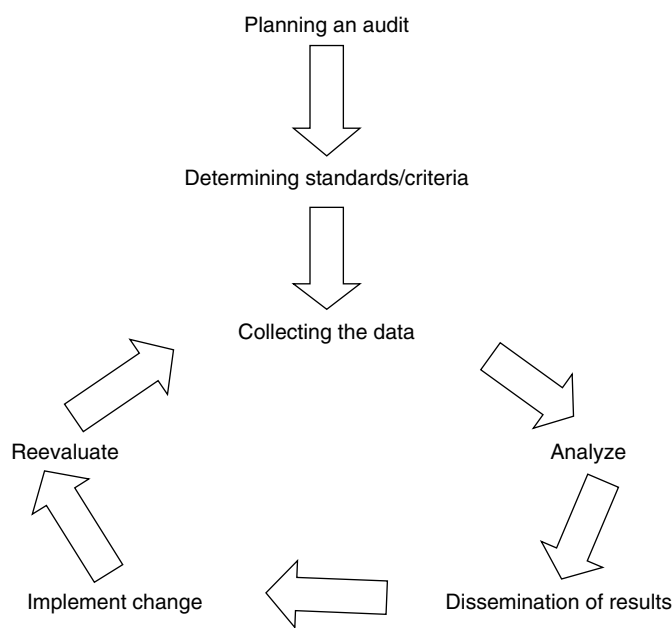 Planning an audit
Determining standards/criteria
Collecting the data
Reevaluate
Analyze
Implement change
Dissemination of results